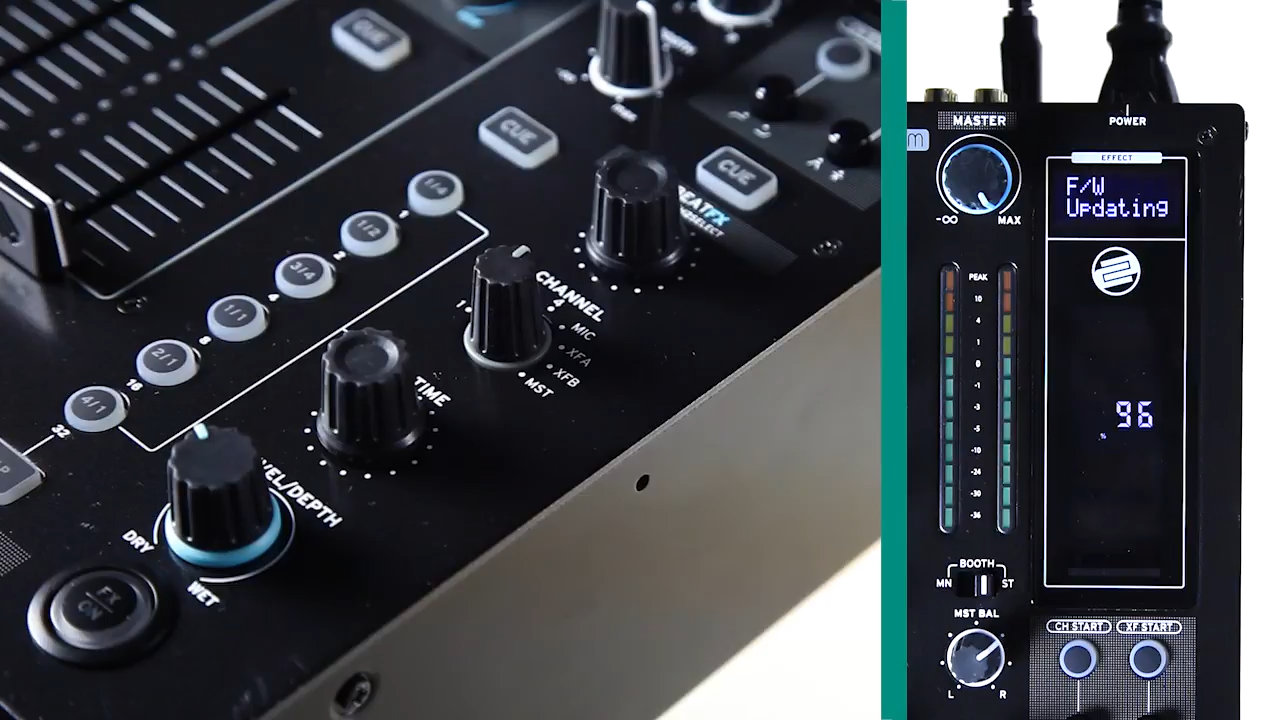 CUE
CUE
CUE
1/4
1/2
3/4
1/1
2/1
4/1
1
2
4
8
16
32
BEATFX
SELECT
CHANNEL
1
4
MIC
XFA
XFB
MST
TIME
LEVEL/DEPTH
DRY
WET
FX
ON
A
MASTER
-∞
MAX
POWER
EFFECT
F/W
Updating
PEAK
10
4
1
0
-1
-3
-5
-10
-24
-30
-36
96
%
BOOTH
MN
ST
MST BAL
L
R
CH START
XF START